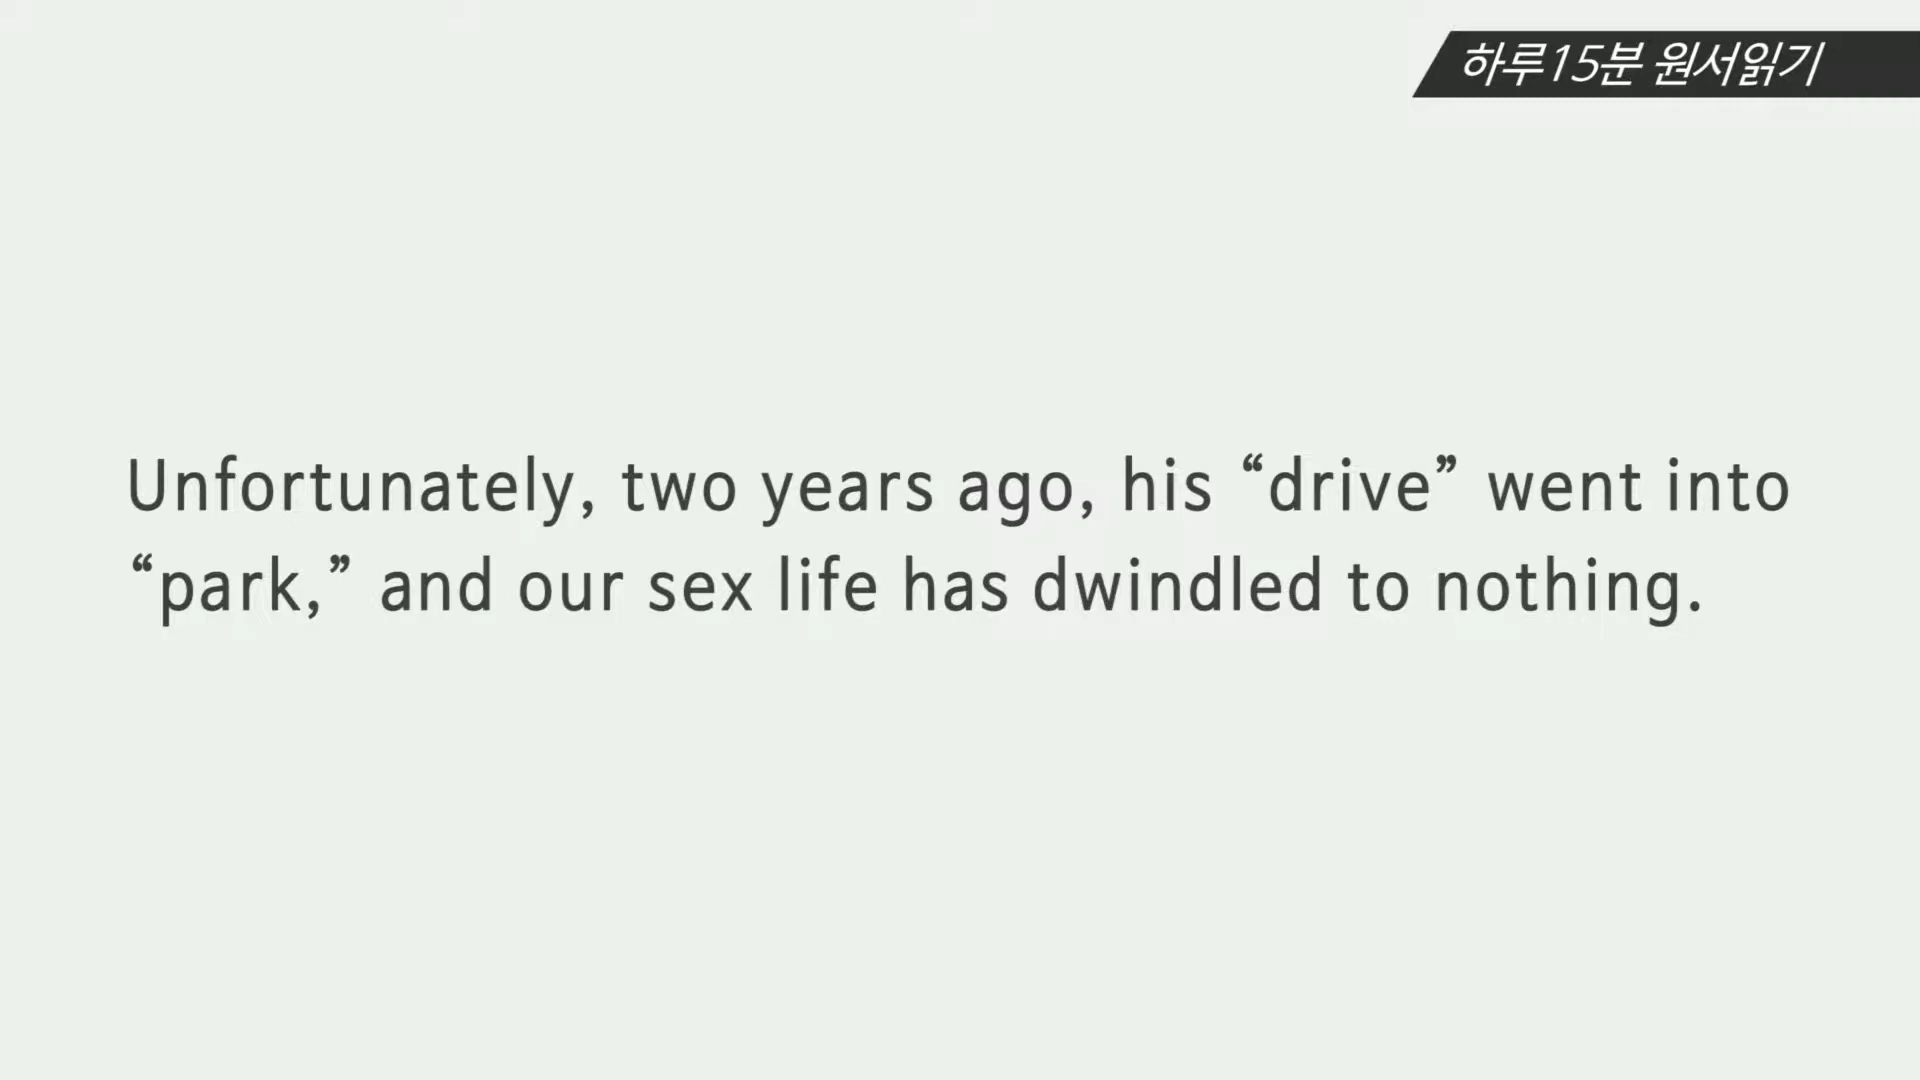 하루15분 원서읽기
Unfortunately, two years ago, his “drive” went into
“park,” and our sex life has dwindled to nothing.